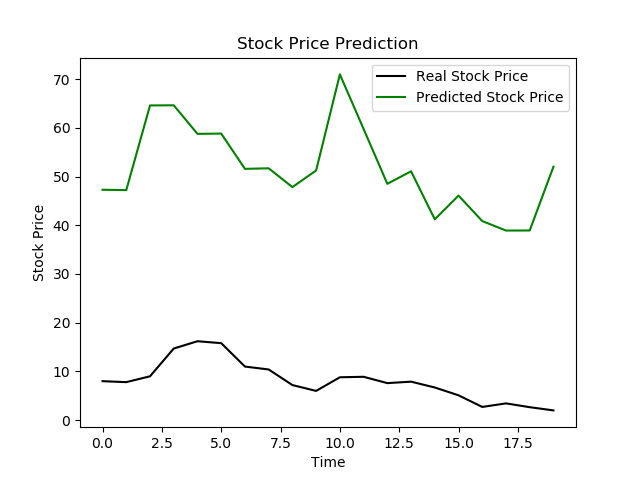 Stock Price Prediction
Real Stock Price
Predicted Stock Price
Stock Price
70
60
50
40
30
20
10
0
0.0 2.5 5.0 7.5 10.0 12.5 15.0 17.5
Time